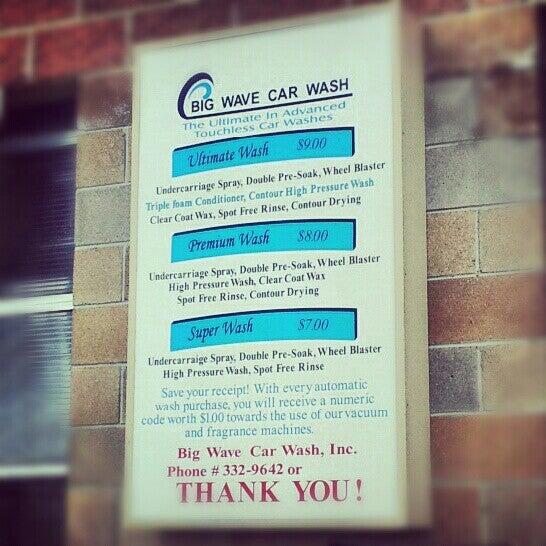 BIG WAVE CAR WASH
The Ultimate In Advanced
Touchless Car Washes
Ultimate Wash $9.00
Undercarriage Spray, Double Pre-Soak, Wheel Blaster
Triple foam Conditioner, Contour High Pressure Wash
Clear Coat Wax, Spot Free Rinse, Contour Drying
Premium Wash $8.00
Undercarriage Spray, Double Pre-Soak, Wheel Blaster
High Pressure Wash, Clear Coat Wax
Spot Free Rinse, Contour Drying
Super Wash $7.00
Undercarraige Spray, Double Pre-Soak, Wheel Blaster
High Pressure Wash, Spot Free Rinse
Save your receipt! With every automatic
wash purchase, you will receive a numeric
code worth $1.00 towards the use of our vacuum
and fragrance machines.
Big Wave Car Wash, Inc.
Phone # 332-9642 or
THANK YOU!